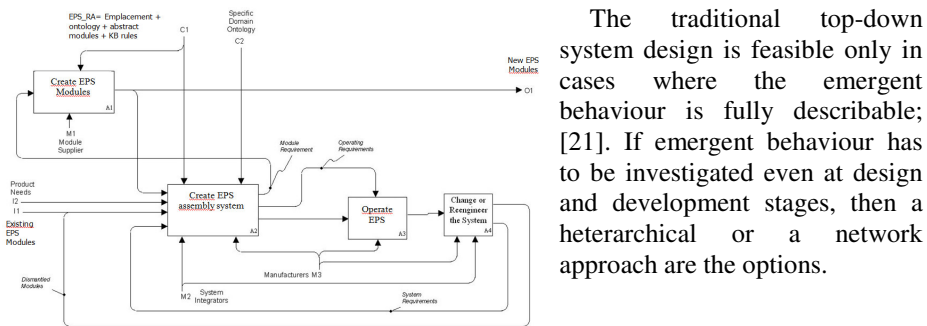 EPS_RA= Emplacement +
ontology + abstract
modules + KB rules
C1
Specific
Domain
Ontology
C2
New EPS
Modules
O1
Create EPS
Modules
A1
M1
Module
Supplier
Module
Requirement
Operating
Requirements
Product
Needs
I2
I1
Existing
EPS
Modules
Create EPS
assembly system
A2
Operate
EPS
A3
Change or
Reengineer
the System
A4
Manufacturers M3
Dismantled
Modules
M2
System
Integrators
System
Requirements
The traditional top-down
system design is feasible only in
cases where the emergent
behaviour is fully describable;
[21]. If emergent behaviour has
to be investigated even at design
and development stages, then a
heterarchical or a network
approach are the options.